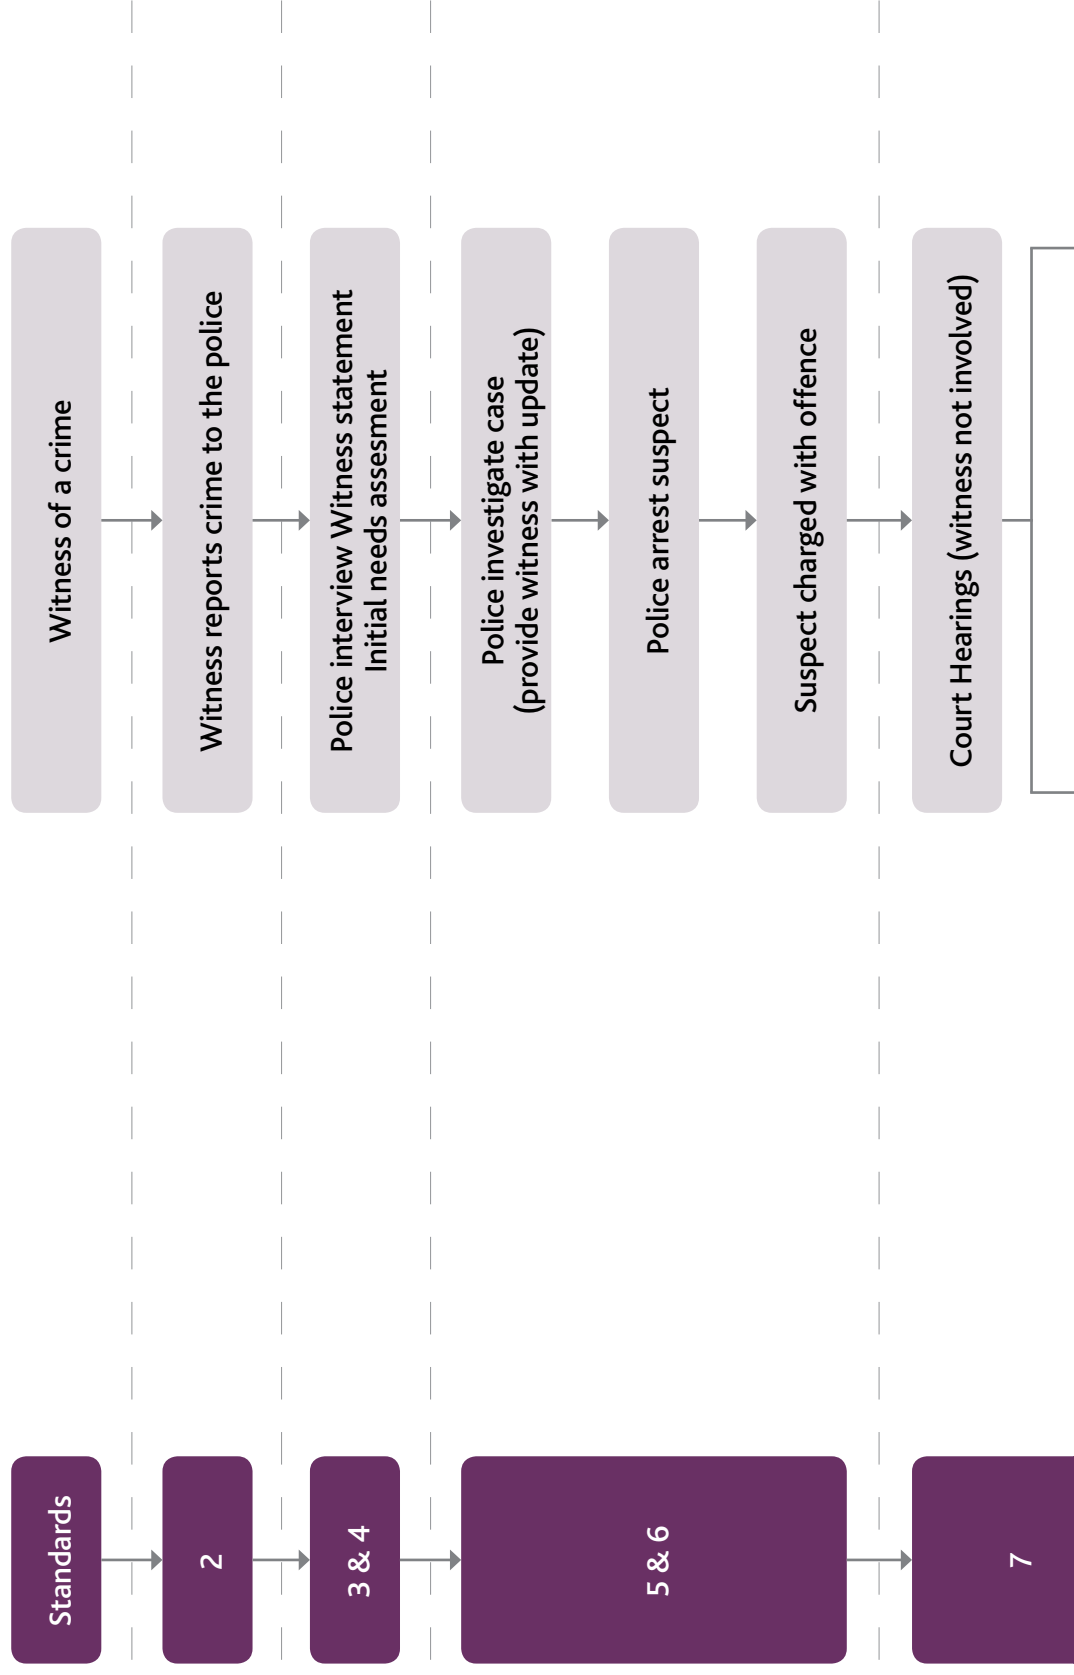 Standards
Witness of a crime
2
Witness reports crime to the police
3 & 4
Police interview Witness statement
Initial needs assesment
5 & 6
Police investigate case
(provide witness with update)
Police arrest suspect
Suspect charged with offence
7
Court Hearings (witness not involved)